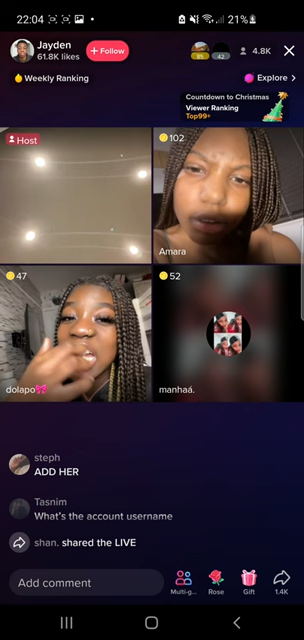 22:04
21%
Jayden
61.8K likes
+ Follow
85
42
4.8K
Weekly Ranking
Explore >
Countdown to Christmas
Viewer Ranking
Top99+
Host
102
Amara
47
dolapo🎀
52
manhaá.
steph
ADD HER
Tasnim
What's the account username
shan. shared the LIVE
Add comment
Multi-g...
Rose
Gift
1.4K